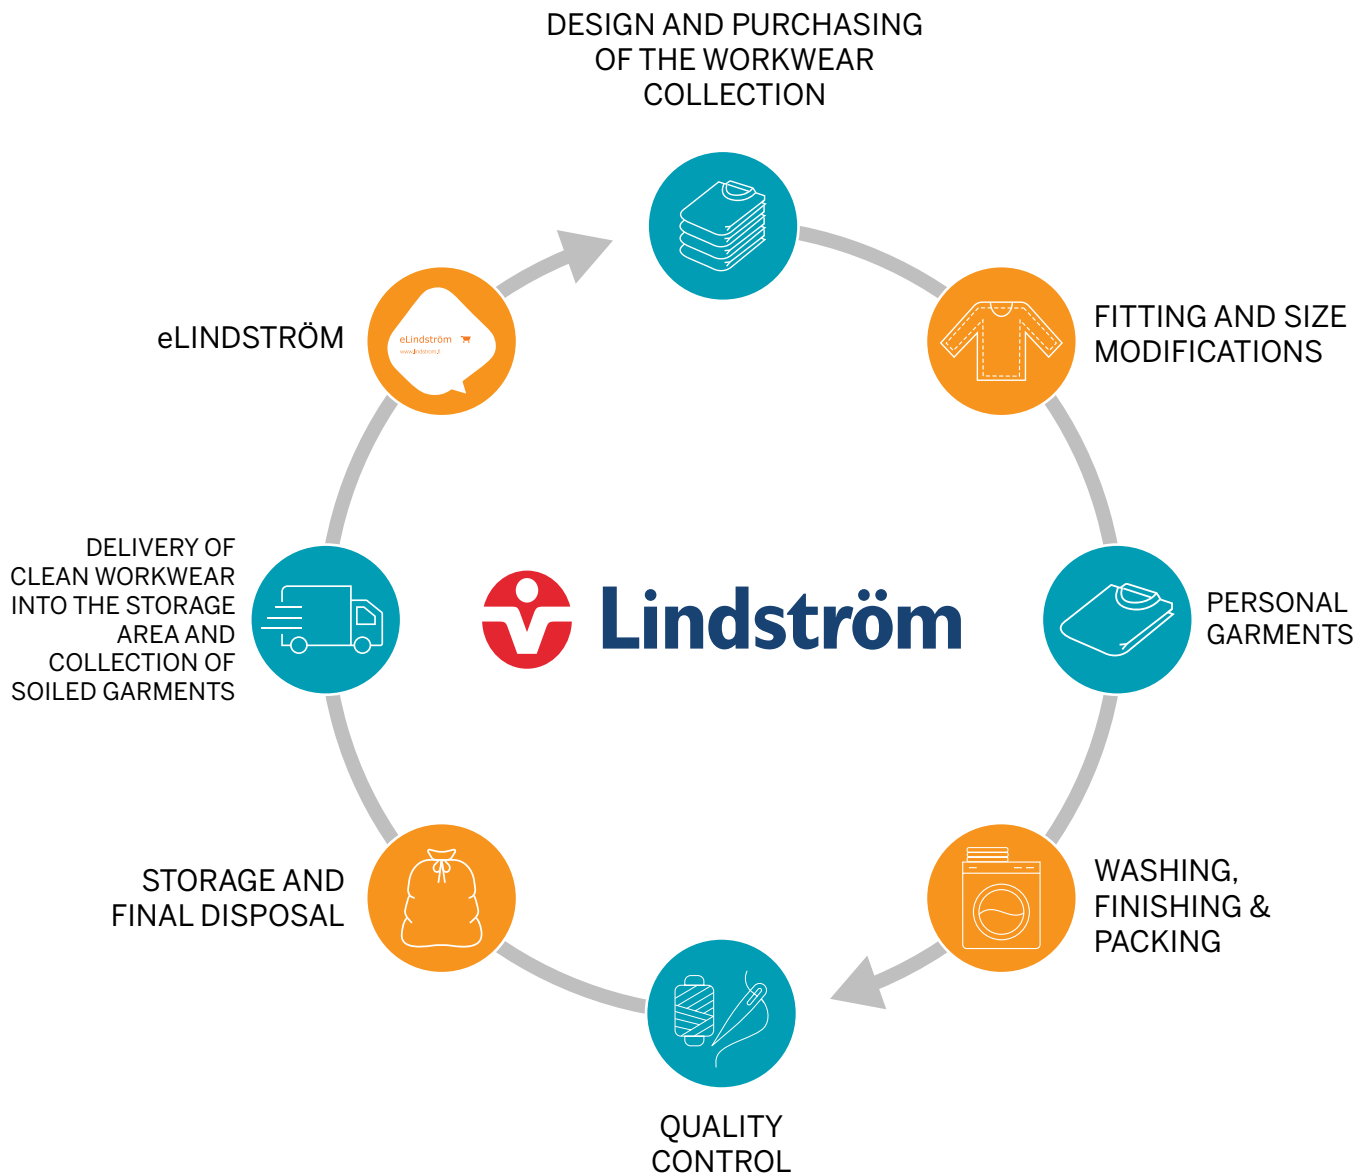 DESIGN AND PURCHASING
OF THE WORKWEAR
COLLECTION
FITTING AND SIZE
MODIFICATIONS
PERSONAL
GARMENTS
WASHING,
FINISHING &
PACKING
QUALITY
CONTROL
STORAGE AND
FINAL DISPOSAL
DELIVERY OF
CLEAN WORKWEAR
INTO THE STORAGE
AREA AND
COLLECTION OF
SOILED GARMENTS
eLINDSTRÖM
eLindström
Lindström